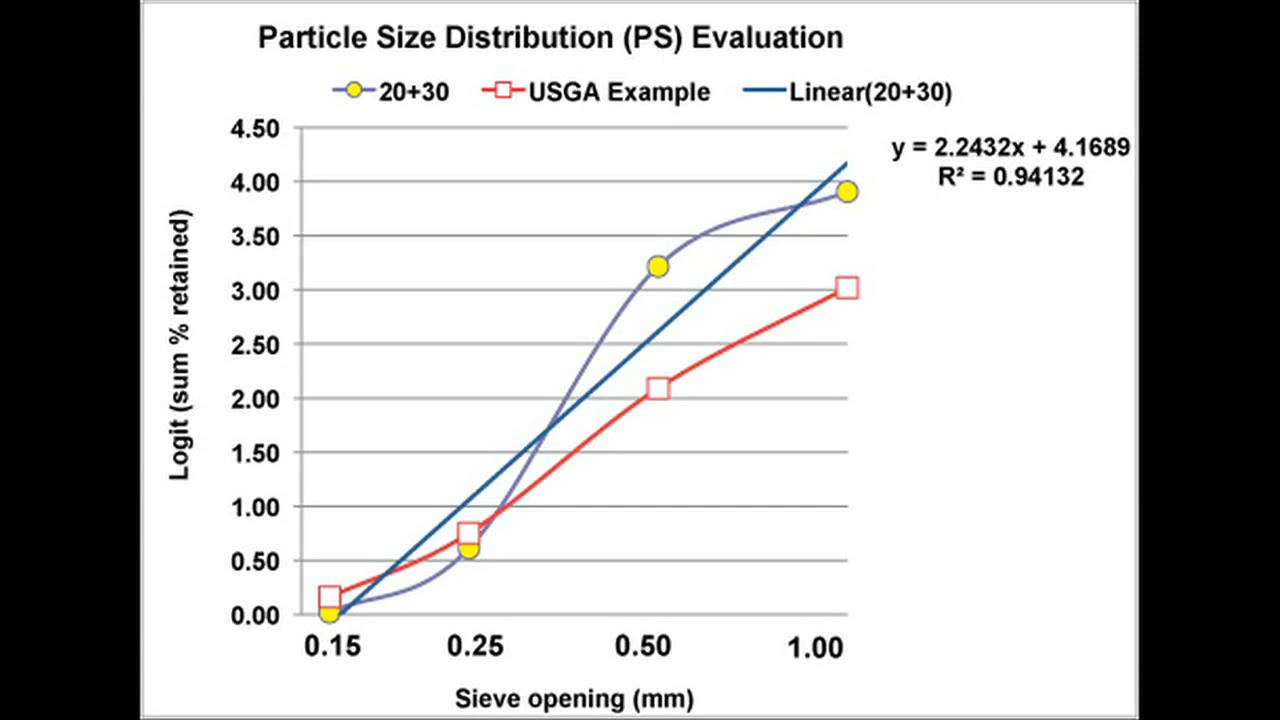 Particle Size Distribution (PS) Evaluation
20+30 USGA Example Linear(20+30)
y = 2.2432x + 4.1689
R² = 0.94132
Logit (sum % retained)
4.50
4.00
3.50
3.00
2.50
2.00
1.50
1.00
0.50
0.00
0.15 0.25 0.50 1.00
Sieve opening (mm)